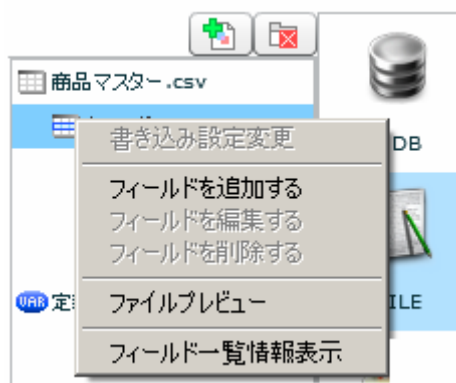 商品マスター.csv
書き込み設定変更
DB
フィールドを追加する
フィールドを編集する
フィールドを削除する
VAR 定
ILE
ファイルプレビュー
フィールド一覧情報表示